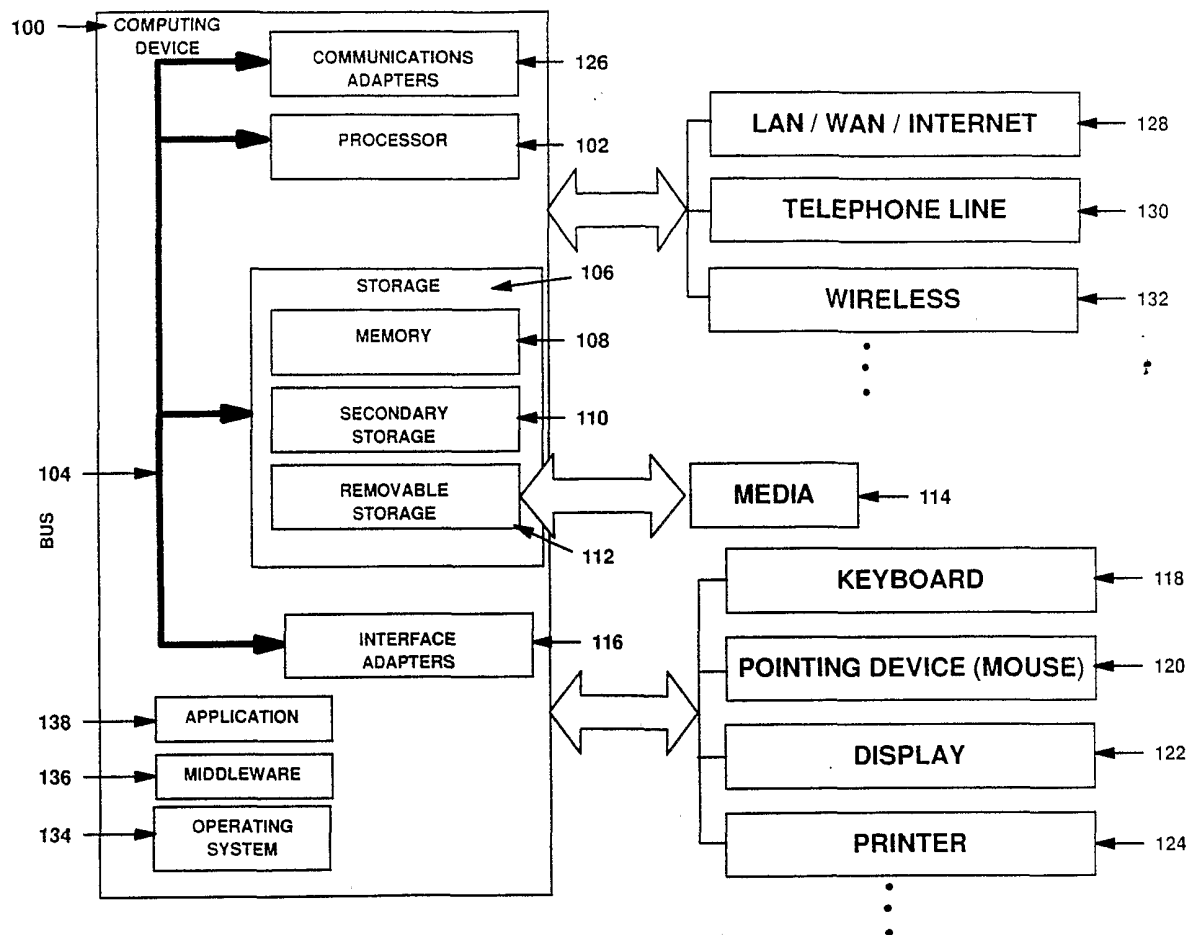 100
COMPUTING
DEVICE
COMMUNICATIONS
ADAPTERS
126
PROCESSOR
102
LAN / WAN / INTERNET
128
TELEPHONE LINE
130
WIRELESS
132
STORAGE
106
MEMORY
108
SECONDARY
STORAGE
110
REMOVABLE
STORAGE
112
MEDIA
114
104
BUS
KEYBOARD
118
INTERFACE
ADAPTERS
116
POINTING DEVICE (MOUSE)
120
DISPLAY
122
PRINTER
124
138
APPLICATION
136
MIDDLEWARE
134
OPERATING
SYSTEM